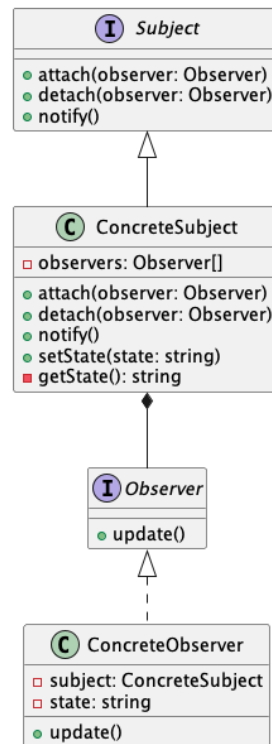 I Subject
attach(observer: Observer)
detach(observer: Observer)
notify()
C ConcreteSubject
observers: Observer[]
attach(observer: Observer)
detach(observer: Observer)
notify()
setState(state: string)
getState(): string
I Observer
update()
C ConcreteObserver
subject: ConcreteSubject
state: string
update()